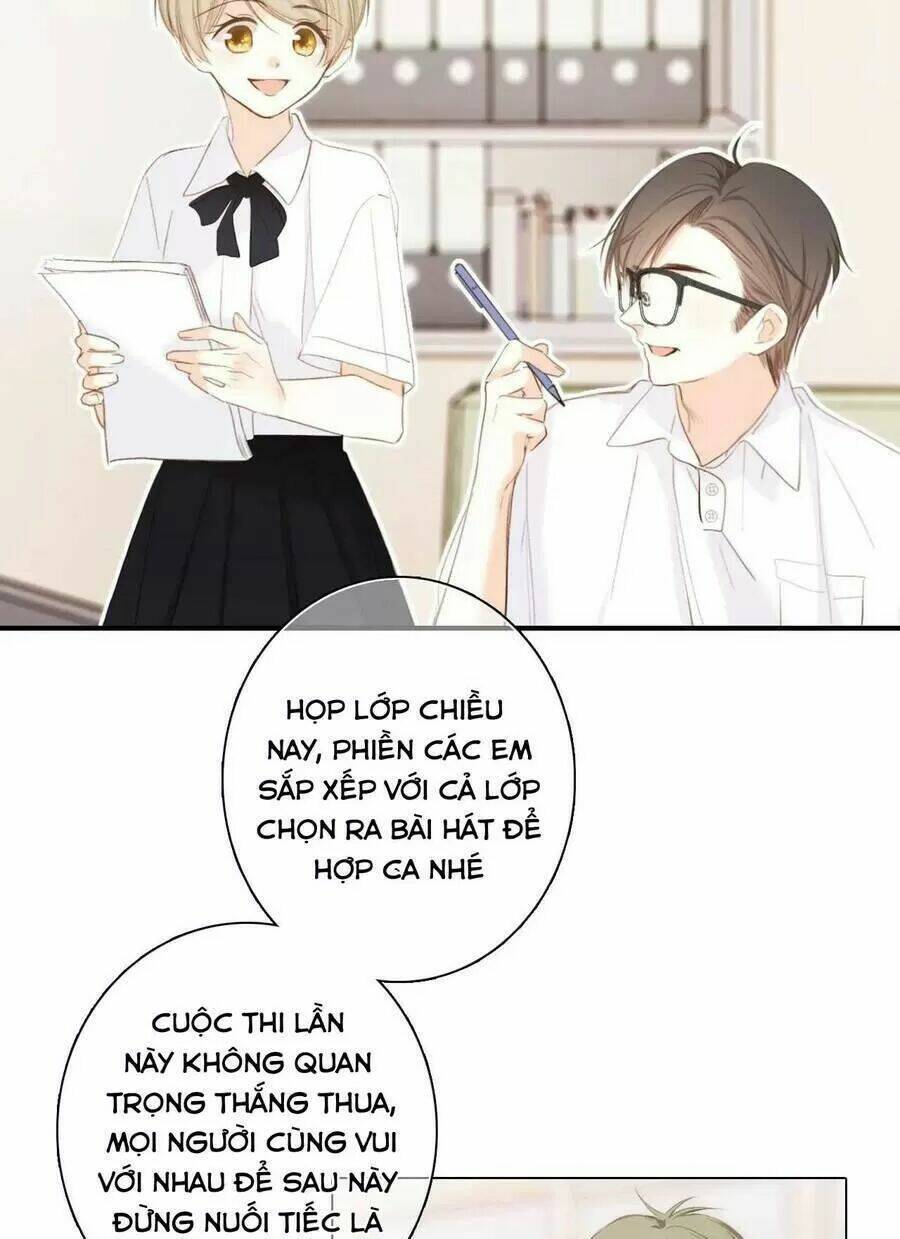 HỌP LỚP CHIỀU
NAY, PHIỀN CÁC EM
SẮP XẾP VỚI CẢ LỚP
CHỌN RA BÀI HÁT ĐỂ
HỢP CA NHÉ
CUỘC THI LẦN
NÀY KHÔNG QUAN
TRỌNG THẮNG THUA,
MỌI NGƯỜI CÙNG VUI
VỚI NHAU ĐỂ SAU NÀY
ĐỪNG NUỐI TIẾC LÀ